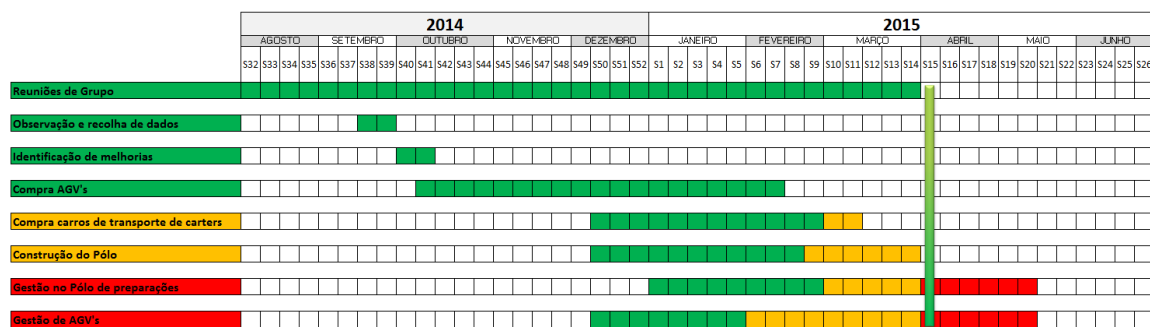 2014 2015
AGOSTO SETEMBRO OUTUBRO NOVEMBRO DEZEMBRO JANEIRO FEVEREIRO MARÇO ABRIL MAIO JUNHO
S32 S33 S34 S35 S36 S37 S38 S39 S40 S41 S42 S43 S44 S45 S46 S47 S48 S49 S50 S51 S52 S1 S2 S3 S4 S5 S6 S7 S8 S9 S10 S11 S12 S13 S14 S15 S16 S17 S18 S19 S20 S21 S22 S23 S24 S25 S26
Reuniões de Grupo
Observação e recolha de dados
Identificação de melhorias
Compra AGV's
Compra carros de transporte de carters
Construção do Pólo
Gestão no Pólo de preparações
Gestão de AGV's